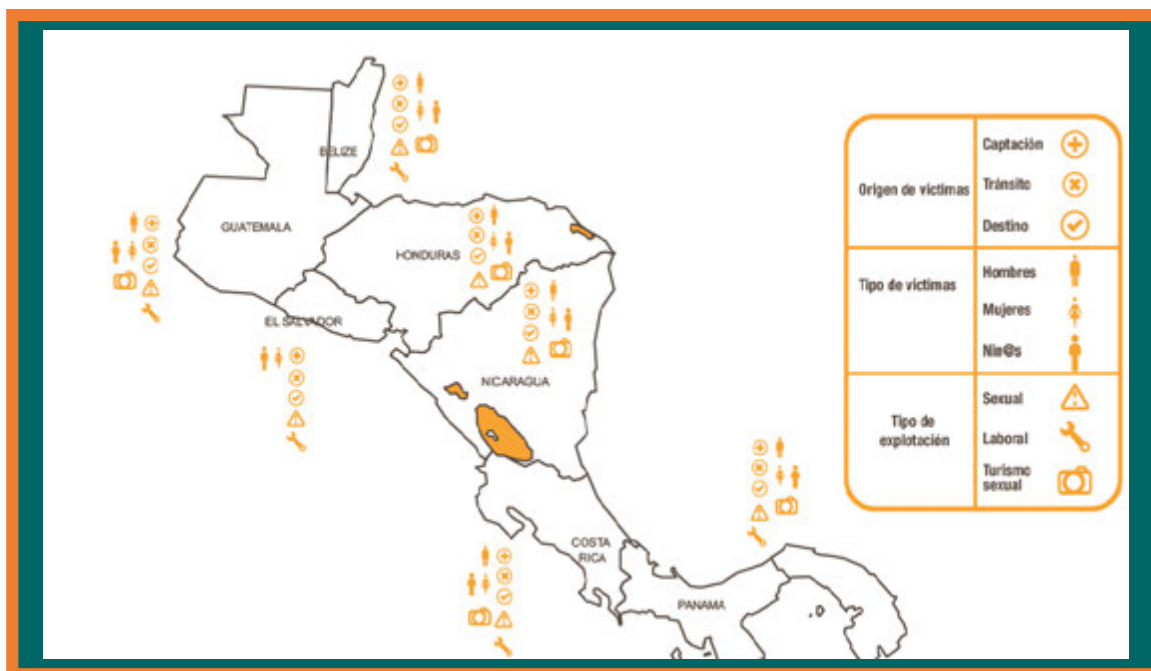 BELIZE
GUATEMALA
HONDURAS
EL SALVADOR
NICARAGUA
COSTA
RICA
PANAMA
Origen de víctimas
Captación
Tránsito
Destino
Tipo de víctimas
Hombres
Mujeres
Niñ@s
Tipo de
explotación
Sexual
Laboral
Turismo
sexual